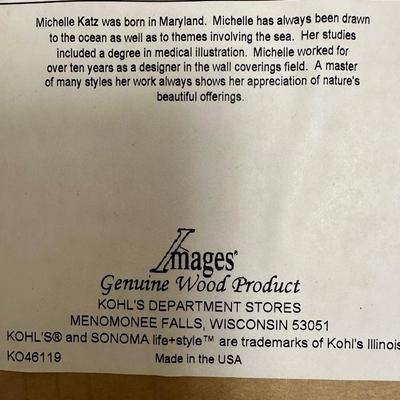 Michelle Katz was born in Maryland. Michelle has always been drawn
to the ocean as well as to themes involving the sea. Her studies
included a degree in medical illustration. Michelle worked for
over ten years as a designer in the wall coverings field. A master
of many styles her work always shows her appreciation of nature's
beautiful offerings.
Images®
Genuine Wood Product
KOHL'S DEPARTMENT STORES
MENOMONEE FALLS, WISCONSIN 53051
KOHL'S® and SONOMA life+style™ are trademarks of Kohl's Illinois
KO46119 Made in the USA